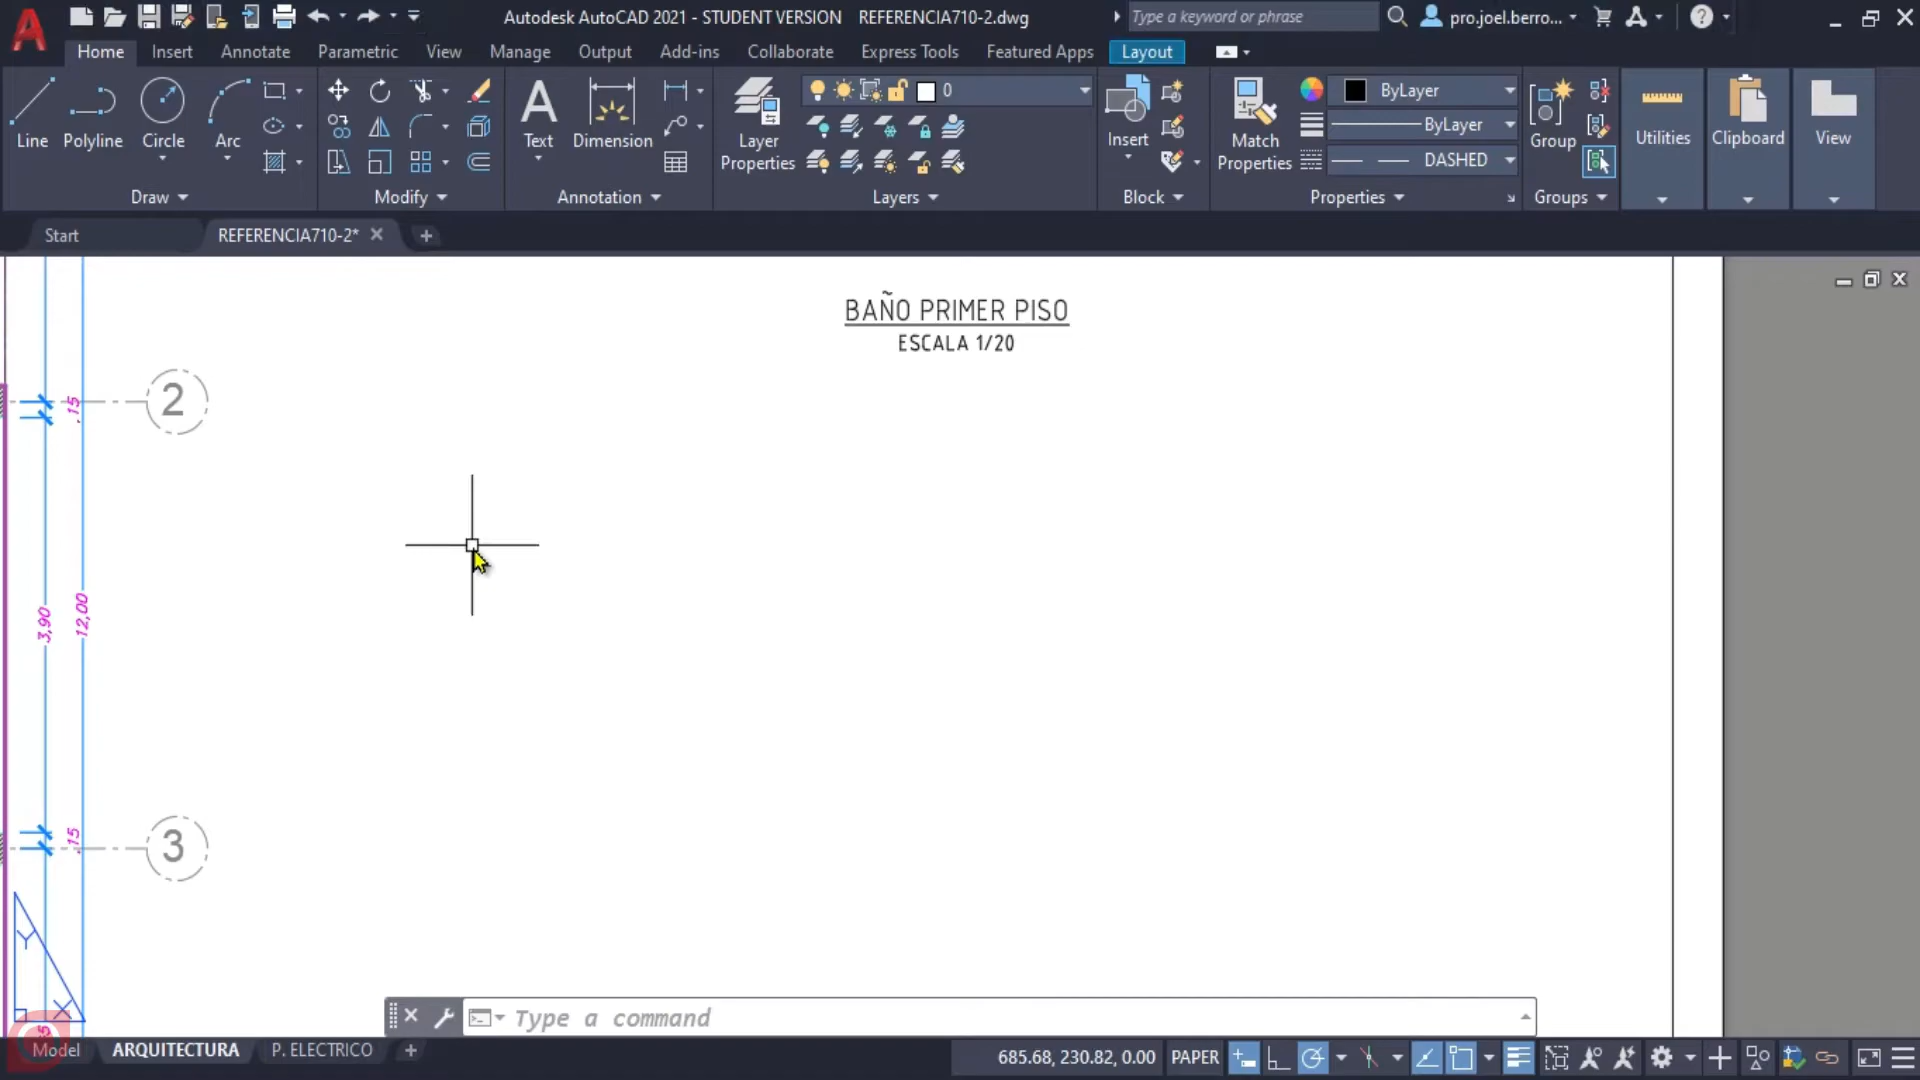 Autodesk AutoCAD 2021 - STUDENT VERSION REFERENCIA710-2.dwg
Type a keyword or phrase
pro.joel.berro...
Home Insert Annotate Parametric View Manage Output Add-ins Collaborate Express Tools Featured Apps Layout
Line Polyline Circle Arc
Text Dimension
Layer Properties
0
Insert
Match Properties
ByLayer
ByLayer
DASHED
Group
Utilities Clipboard View
Draw Modify Annotation Layers Block Properties Groups
Start REFERENCIA710-2*
BAÑO PRIMER PISO
ESCALA 1/20
2
.15
3,90
12,00
3
.15
Y
X
Type a command
Model ARQUITECTURA P. ELECTRICO
685.68, 230.82, 0.00 PAPER